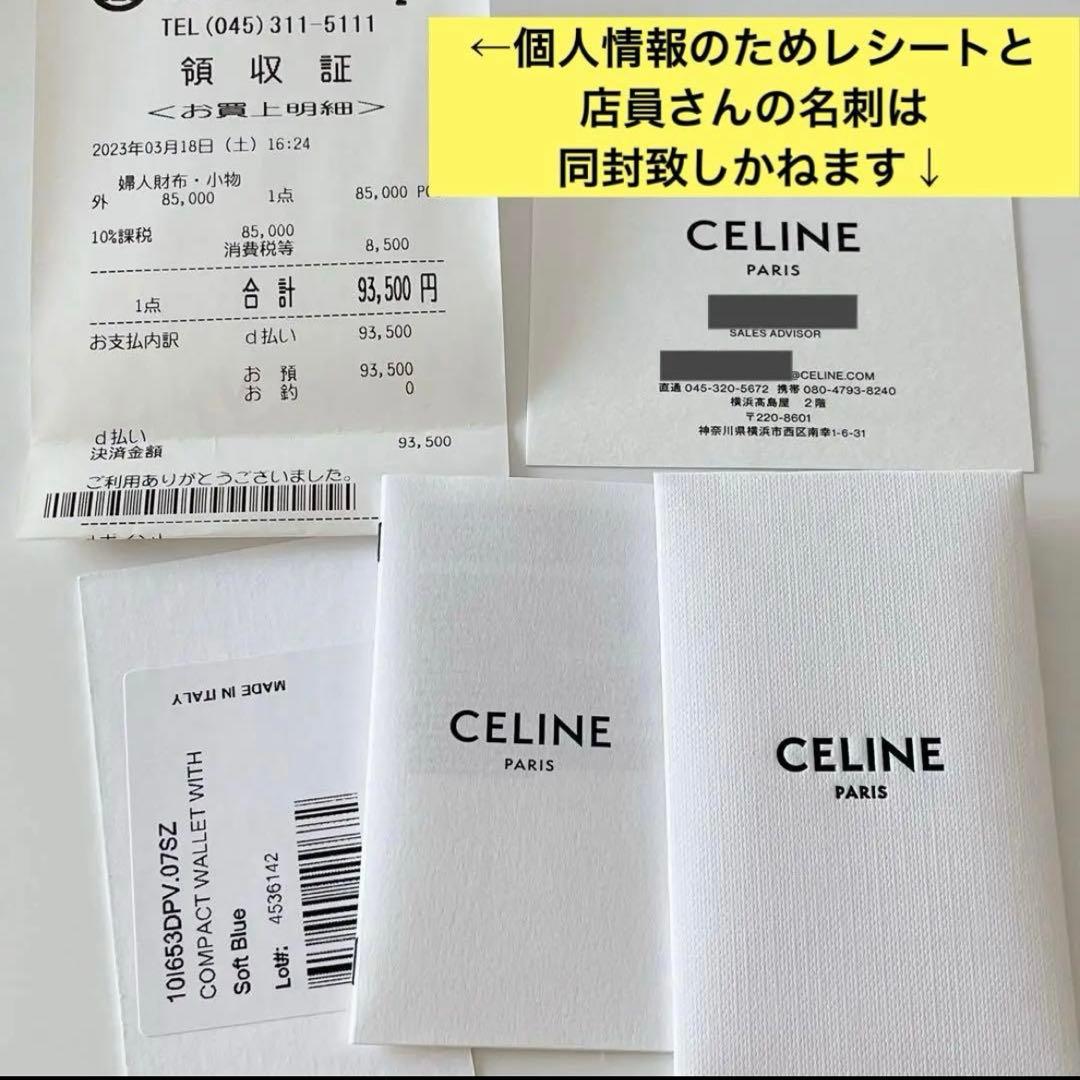 TEL(045)311-5111
領 収 証
<お買上明細>
2023年03月18日(土)16:24
婦人財布・小物
外 85,000 1点 85,000
10%課税 85,000
消費税等 8,500
1点 合 計 93,500 円
お支払内訳 d払い 93,500
お 預 93,500
お 釣 0
d払い
決済金額 93,500
ご利用ありがとうございました。
←個人情報のためレシートと
店員さんの名刺は
同封致しかねます↓
CELINE
PARIS
SALES ADVISOR
@CELINE.COM
直通 045-320-5672 携帯 080-4793-8240
横浜高島屋 2階
〒220-8601
神奈川県横浜市西区南幸1-6-31
MADE IN ITALY
10I653DPV.07SZ
COMPACT WALLET WITH
Soft Blue
Lot#: 4536142
CELINE
PARIS
CELINE
PARIS